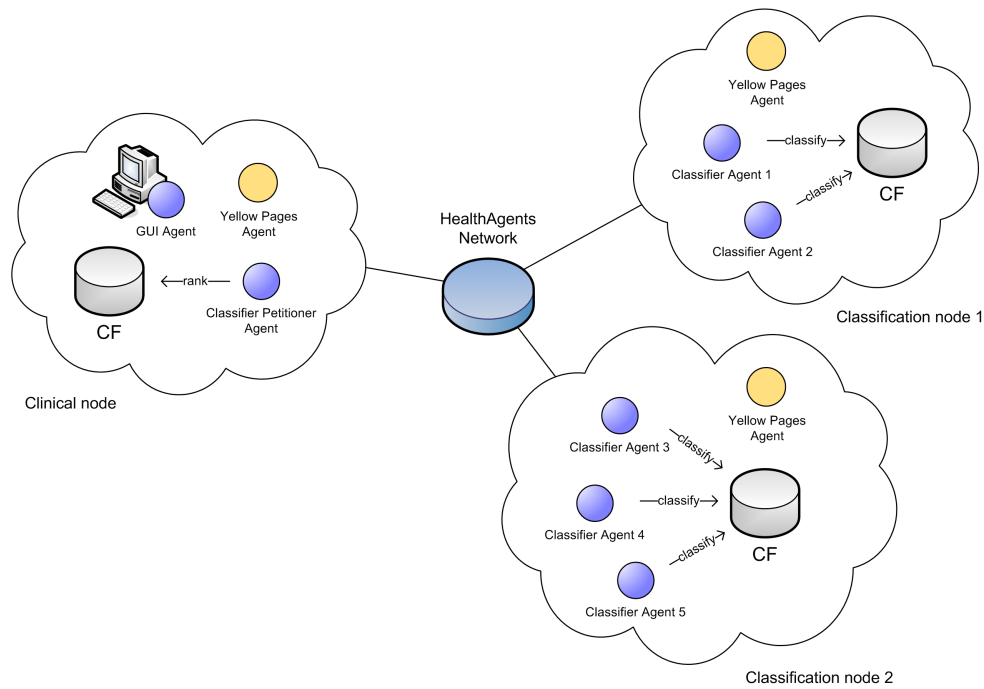 Yellow Pages
Agent
classify
Classifier Agent 1
CF
classify
Classifier Agent 2
Classification node 1
GUI Agent
Yellow Pages
Agent
rank
CF
Classifier Petitioner
Agent
Clinical node
HealthAgents
Network
Yellow Pages
Agent
Classifier Agent 3
classify
classify
Classifier Agent 4
CF
classify
Classifier Agent 5
Classification node 2